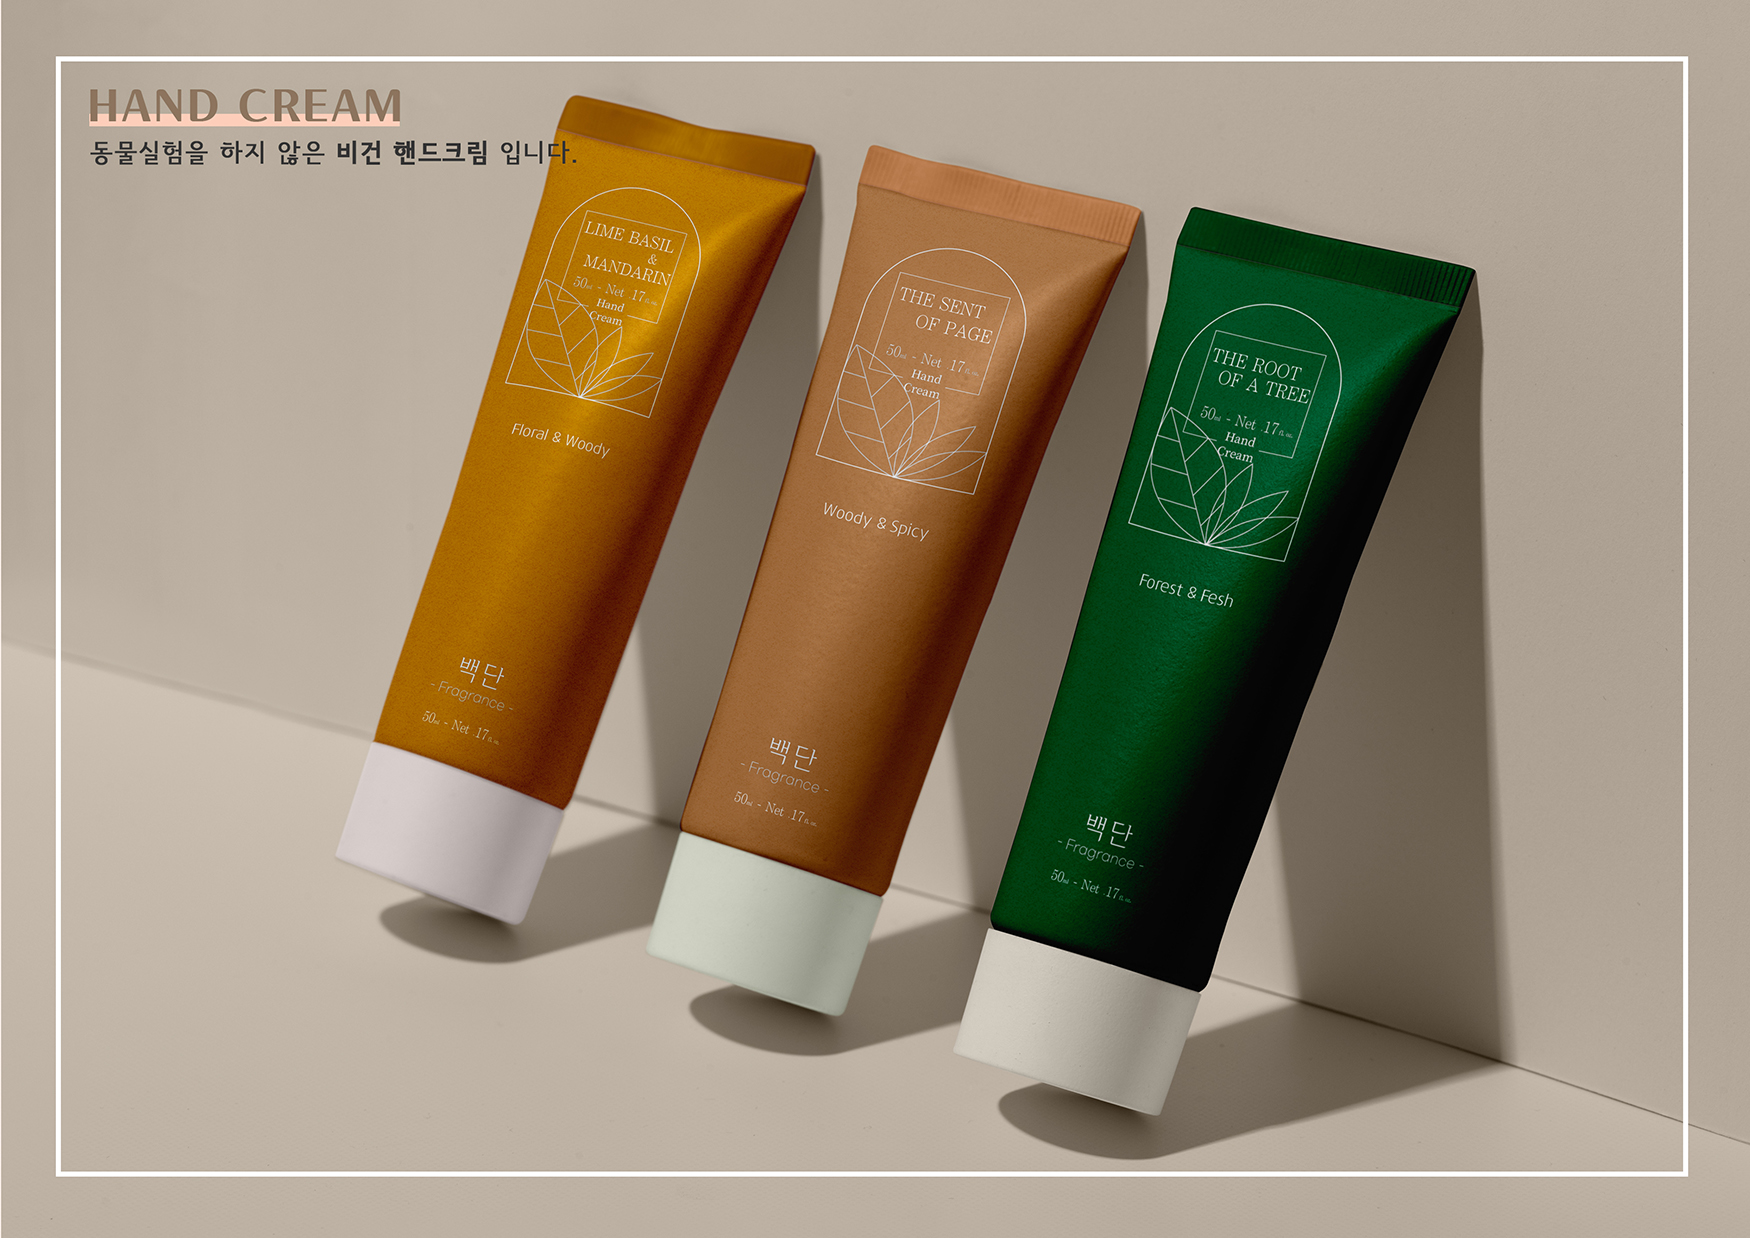 HAND CREAM
동물실험을 하지 않은 비건 핸드크림 입니다.
LIME BASIL
&
MANDARIN
50ml - Net .17fl. oz.
Hand
Cream
Floral & Woody
백단
- Fragrance -
50ml - Net .17fl. oz.
THE SENT
OF PAGE
50ml - Net .17fl. oz.
Hand
Cream
Woody & Spicy
백단
- Fragrance -
50ml - Net .17fl. oz.
THE ROOT
OF A TREE
50ml - Net .17fl. oz.
Hand
Cream
Forest & Fesh
백단
- Fragrance -
50ml - Net .17fl. oz.